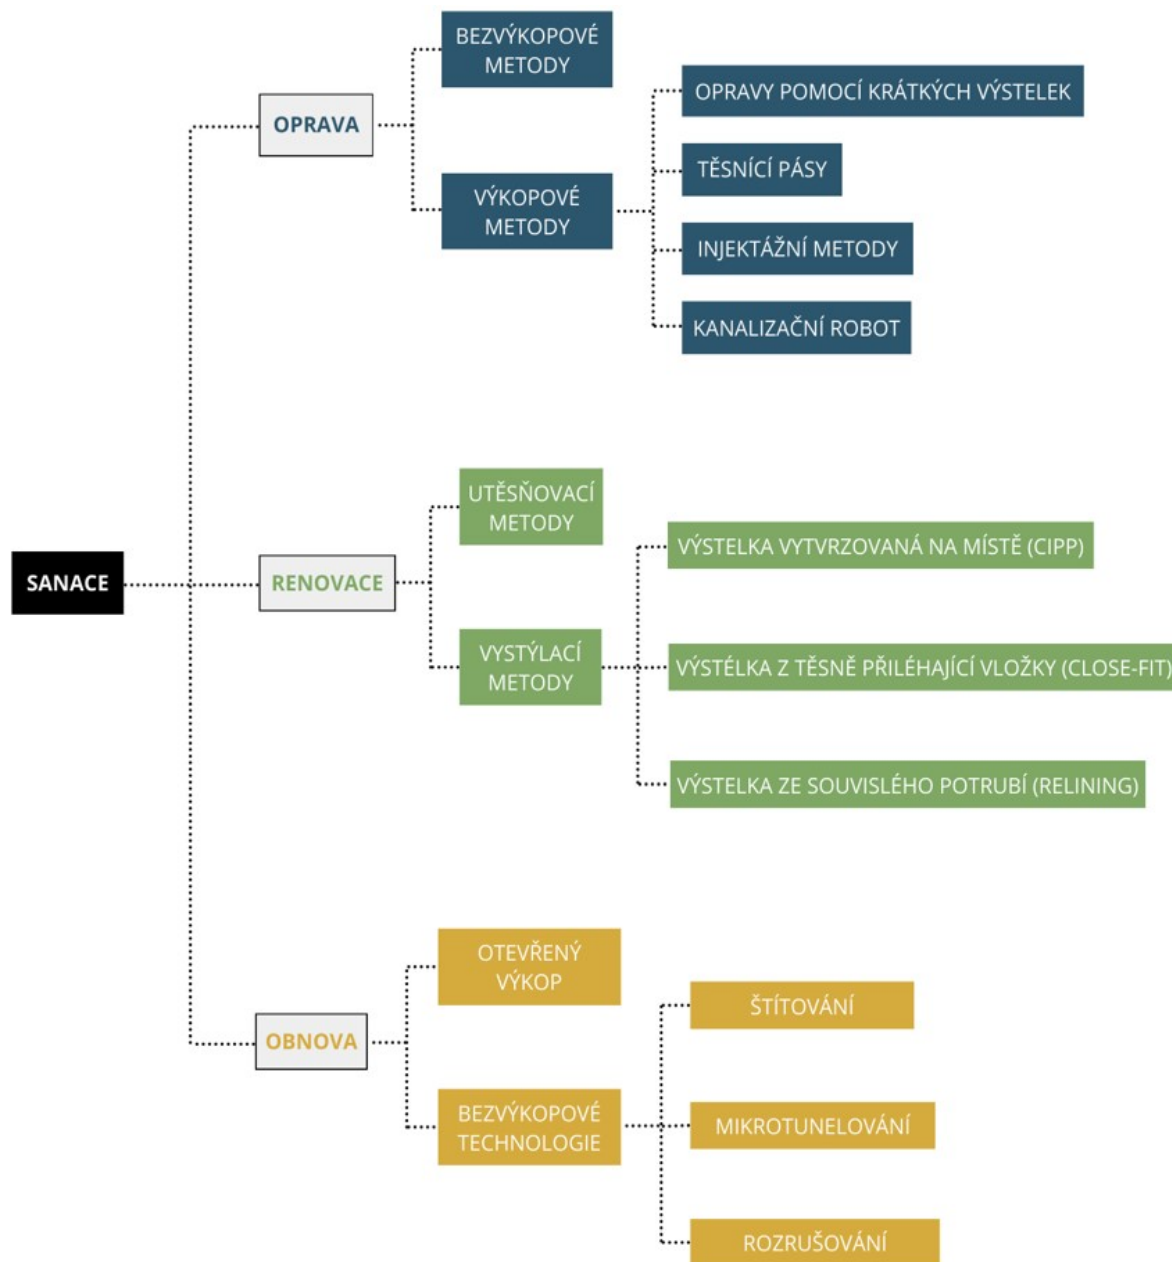 BEZVÝKOPOVÉ
METODY
OPRAVY POMOCÍ KRÁTKÝCH VÝSTELEK
OPRAVA
TĚSNÍCÍ PÁSY
VÝKOPOVÉ
METODY
INJEKTÁŽNÍ METODY
KANALIZAČNÍ ROBOT
UTĚSŇOVACÍ
METODY
VÝSTELKA VYTVRZOVANÁ NA MÍSTĚ (CIPP)
SANACE
RENOVACE
VYSTÝLACÍ
METODY
VÝSTÉLKA Z TĚSNĚ PŘILÉHAJÍCÍ VLOŽKY (CLOSE-FIT)
VÝSTELKA ZE SOUVISLÉHO POTRUBÍ (RELINING)
OTEVŘENÝ
VÝKOP
ŠTÍTOVÁNÍ
OBNOVA
BEZVÝKOPOVÉ
TECHNOLOGIE
MIKROTUNELOVÁNÍ
ROZRUŠOVÁNÍ